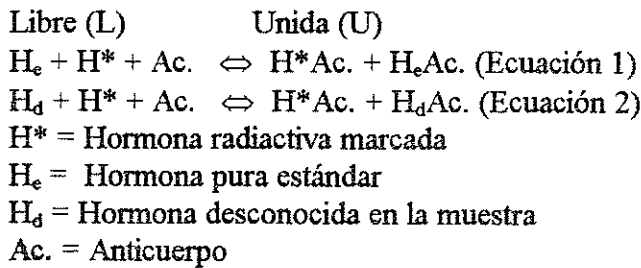 Libre (L) Unida (U)
Hₑ + H* + Ac. ⇔ H*Ac. + HₑAc. (Ecuación 1)
H_d + H* + Ac. ⇔ H*Ac. + H_dAc. (Ecuación 2)
H* = Hormona radiactiva marcada
Hₑ = Hormona pura estándar
H_d = Hormona desconocida en la muestra
Ac. = Anticuerpo